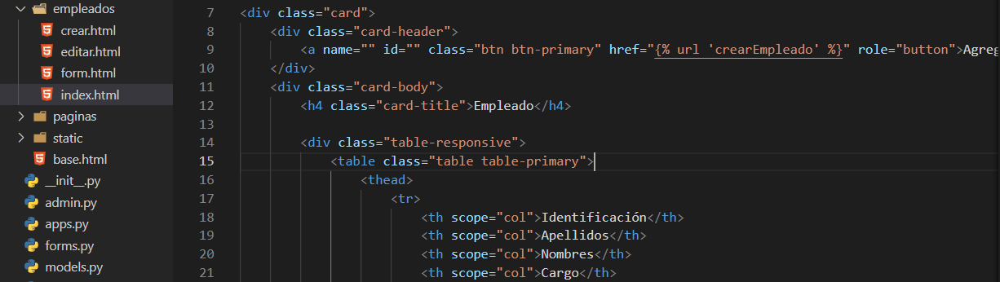 empleados
crear.html
editar.html
form.html
index.html
paginas
static
base.html
__init__.py
admin.py
apps.py
forms.py
models.py
7 <div class="card">
8 <div class="card-header">
9 <a name="" id="" class="btn btn-primary" href="{% url 'crearEmpleado' %}" role="button">Agreg
10 </div>
11 <div class="card-body">
12 <h4 class="card-title">Empleado</h4>
13
14 <div class="table-responsive">
15 <table class="table table-primary">
16 <thead>
17 <tr>
18 <th scope="col">Identificación</th>
19 <th scope="col">Apellidos</th>
20 <th scope="col">Nombres</th>
21 <th scope="col">Cargo</th>